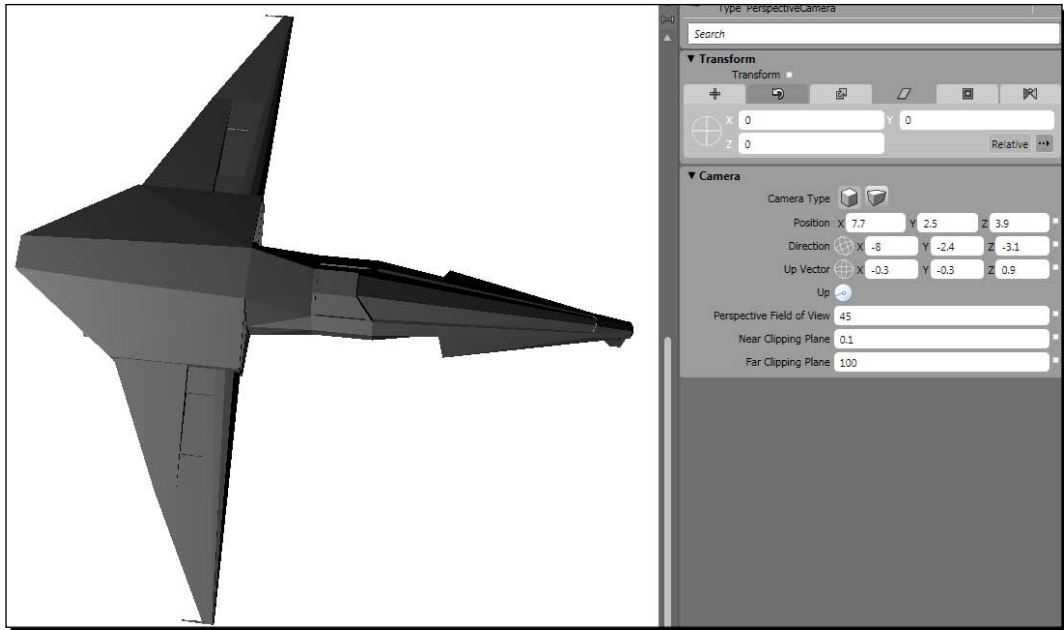 Type PerspectiveCamera
Search
▼ Transform
Transform
X 0 Y 0
Z 0 Relative
▼ Camera
Camera Type
Position X 7.7 Y 2.5 Z 3.9
Direction X -8 Y -2.4 Z -3.1
Up Vector X -0.3 Y -0.3 Z 0.9
Up
Perspective Field of View 45
Near Clipping Plane 0.1
Far Clipping Plane 100